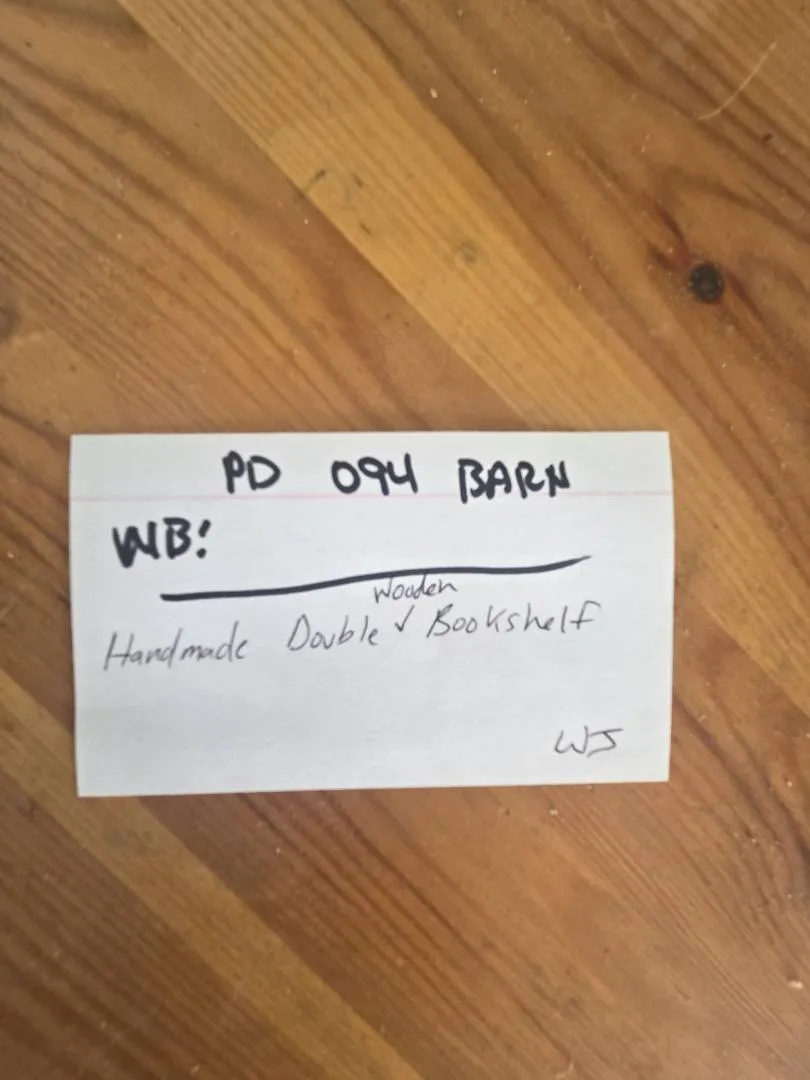 PD 094 BARN
WB!
Wooden
Handmade Double ✓ Bookshelf
WJ